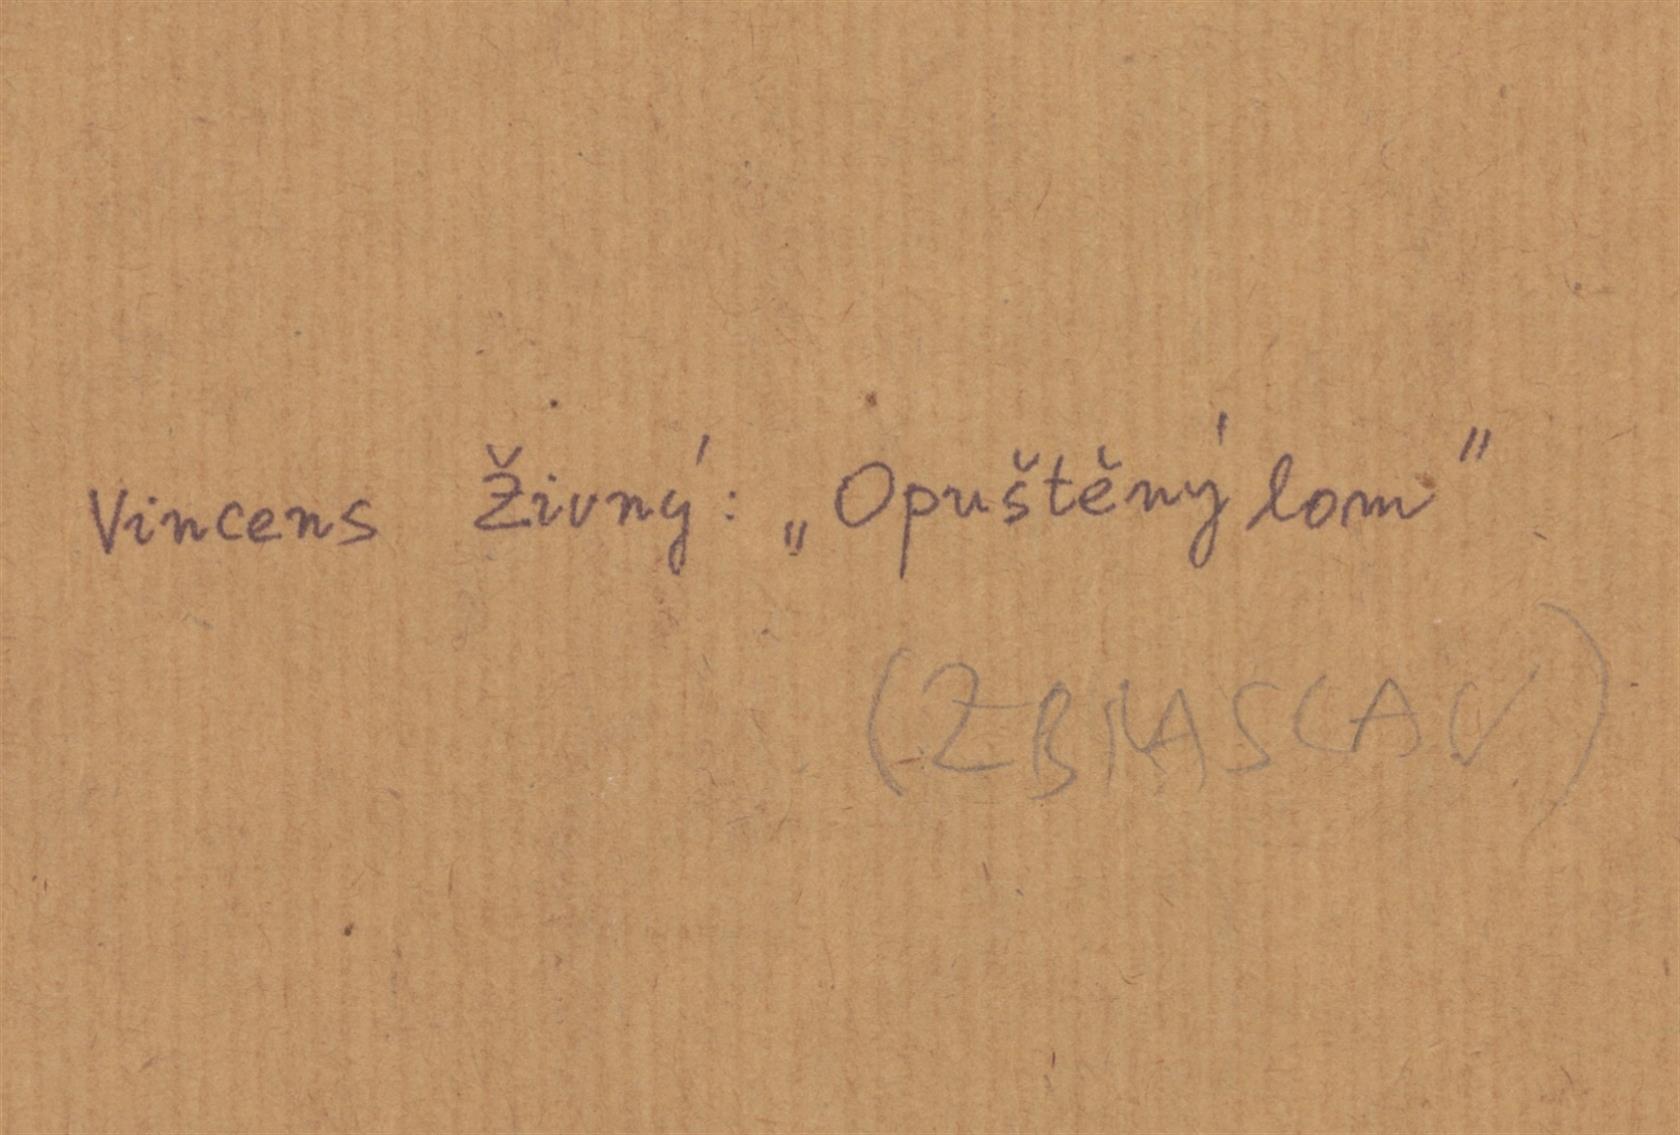 Vincens Živný: „Opuštěný lom"
(ZBRASLAV)